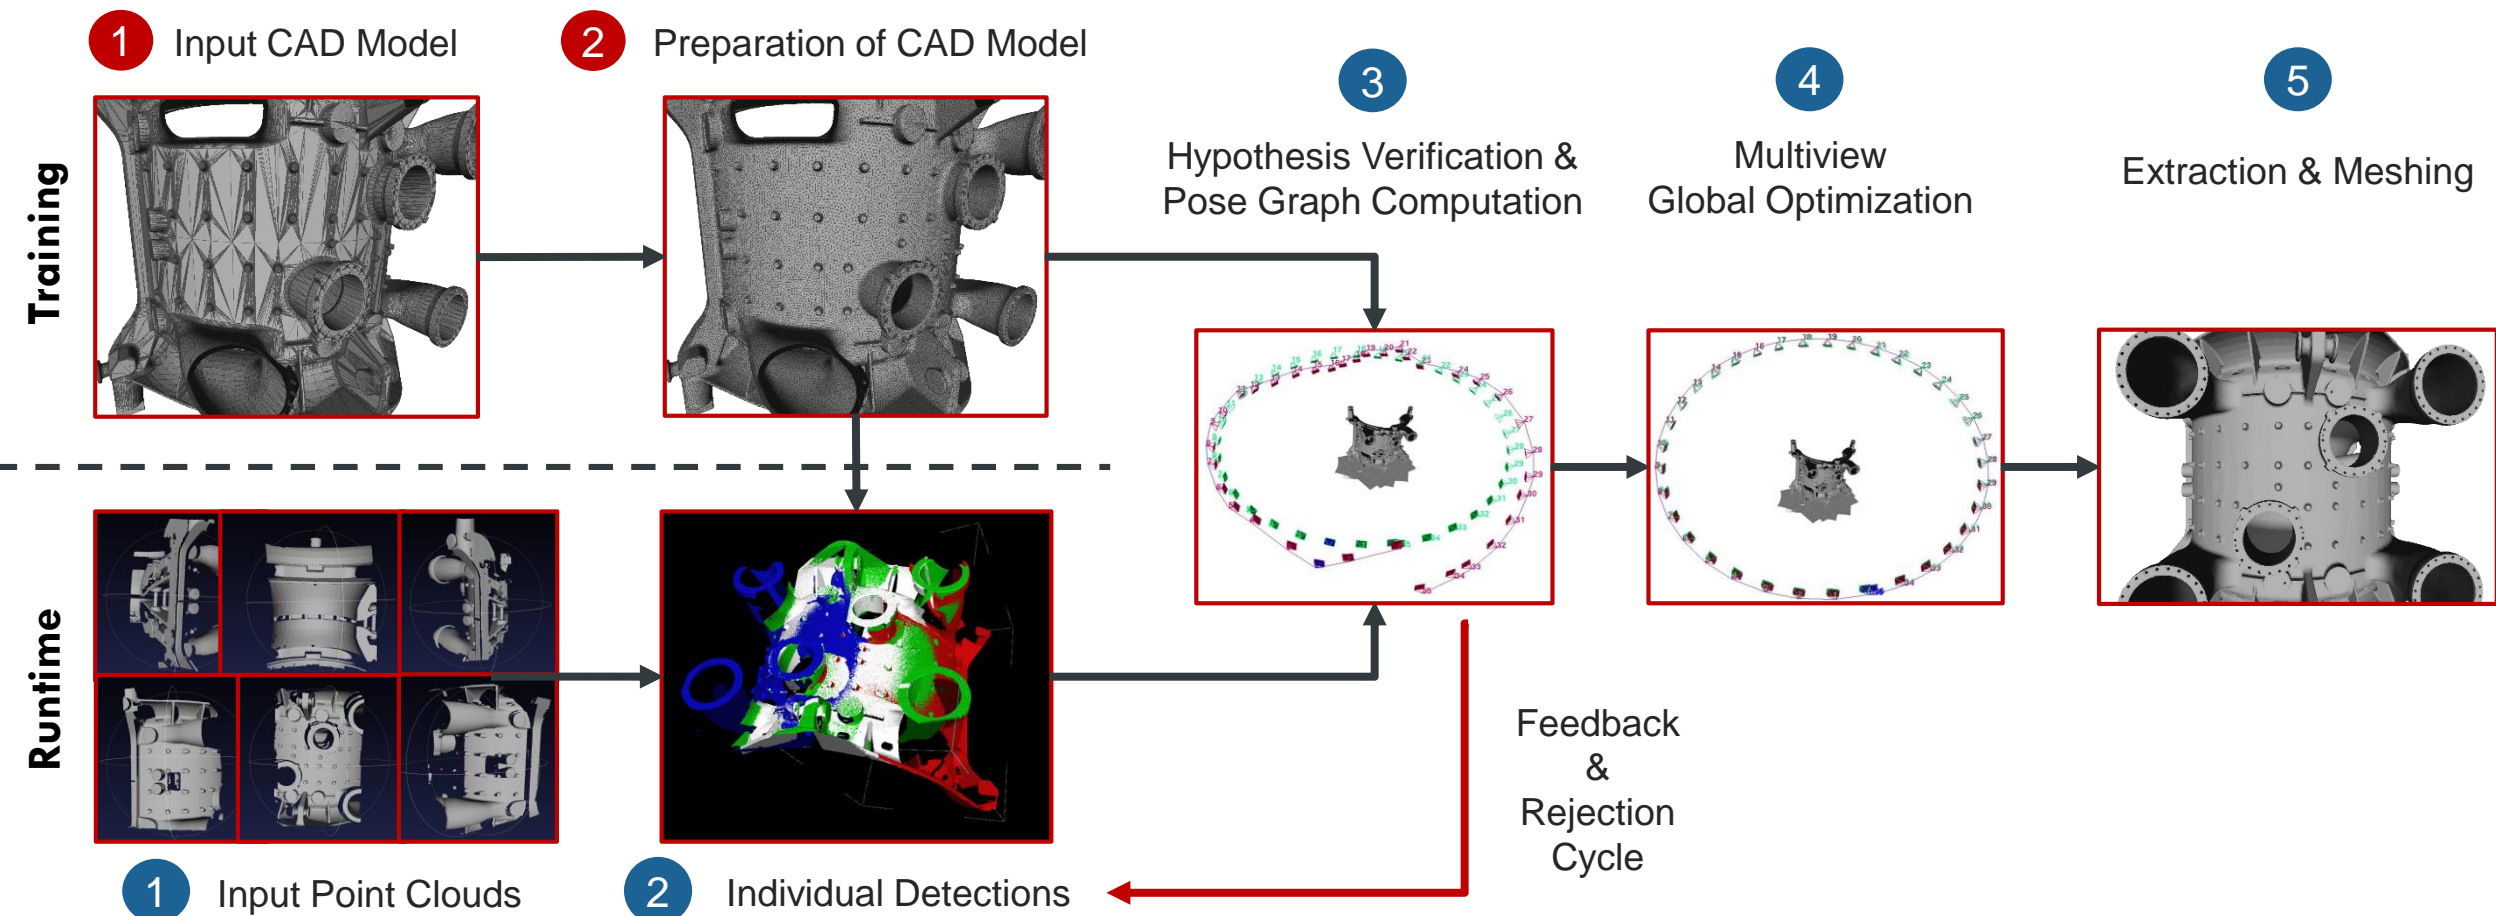 1 Input CAD Model
2 Preparation of CAD Model
3
Hypothesis Verification &
Pose Graph Computation
4
Multiview
Global Optimization
5
Extraction & Meshing
Training
Runtime
1 Input Point Clouds
2 Individual Detections
Feedback
&
Rejection
Cycle